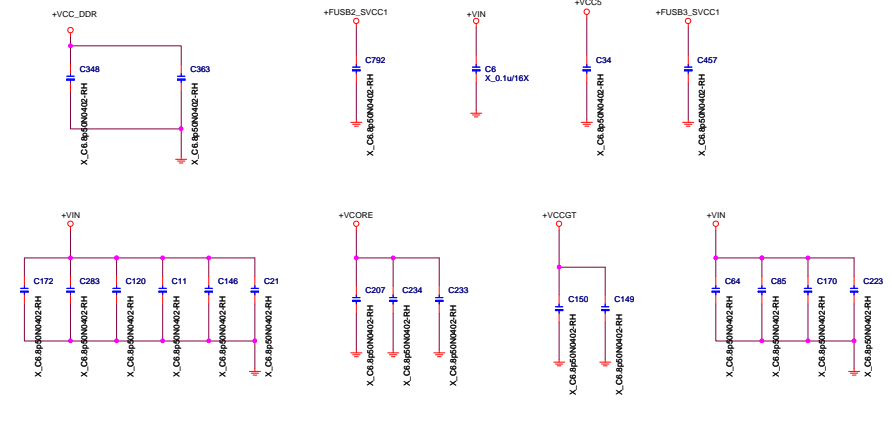 +VCC_DDR
C348
X_C6.8p50N0402-RH
C363
X_C6.8p50N0402-RH
+FUSB2_SVCC1
C792
X_C6.8p50N0402-RH
+VIN
C6
X_0.1u/16X
+VCC5
C34
X_C6.8p50N0402-RH
+FUSB3_SVCC1
C457
X_C6.8p50N0402-RH
+VIN
C172
X_C6.8p50N0402-RH
C283
X_C6.8p50N0402-RH
C120
X_C6.8p50N0402-RH
C11
X_C6.8p50N0402-RH
C146
X_C6.8p50N0402-RH
C21
X_C6.8p50N0402-RH
+VCORE
C207
X_C6.8p50N0402-RH
C234
X_C6.8p50N0402-RH
C233
X_C6.8p50N0402-RH
+VCCGT
C150
X_C6.8p50N0402-RH
C149
X_C6.8p50N0402-RH
+VIN
C64
X_C6.8p50N0402-RH
C85
X_C6.8p50N0402-RH
C170
X_C6.8p50N0402-RH
C223
X_C6.8p50N0402-RH